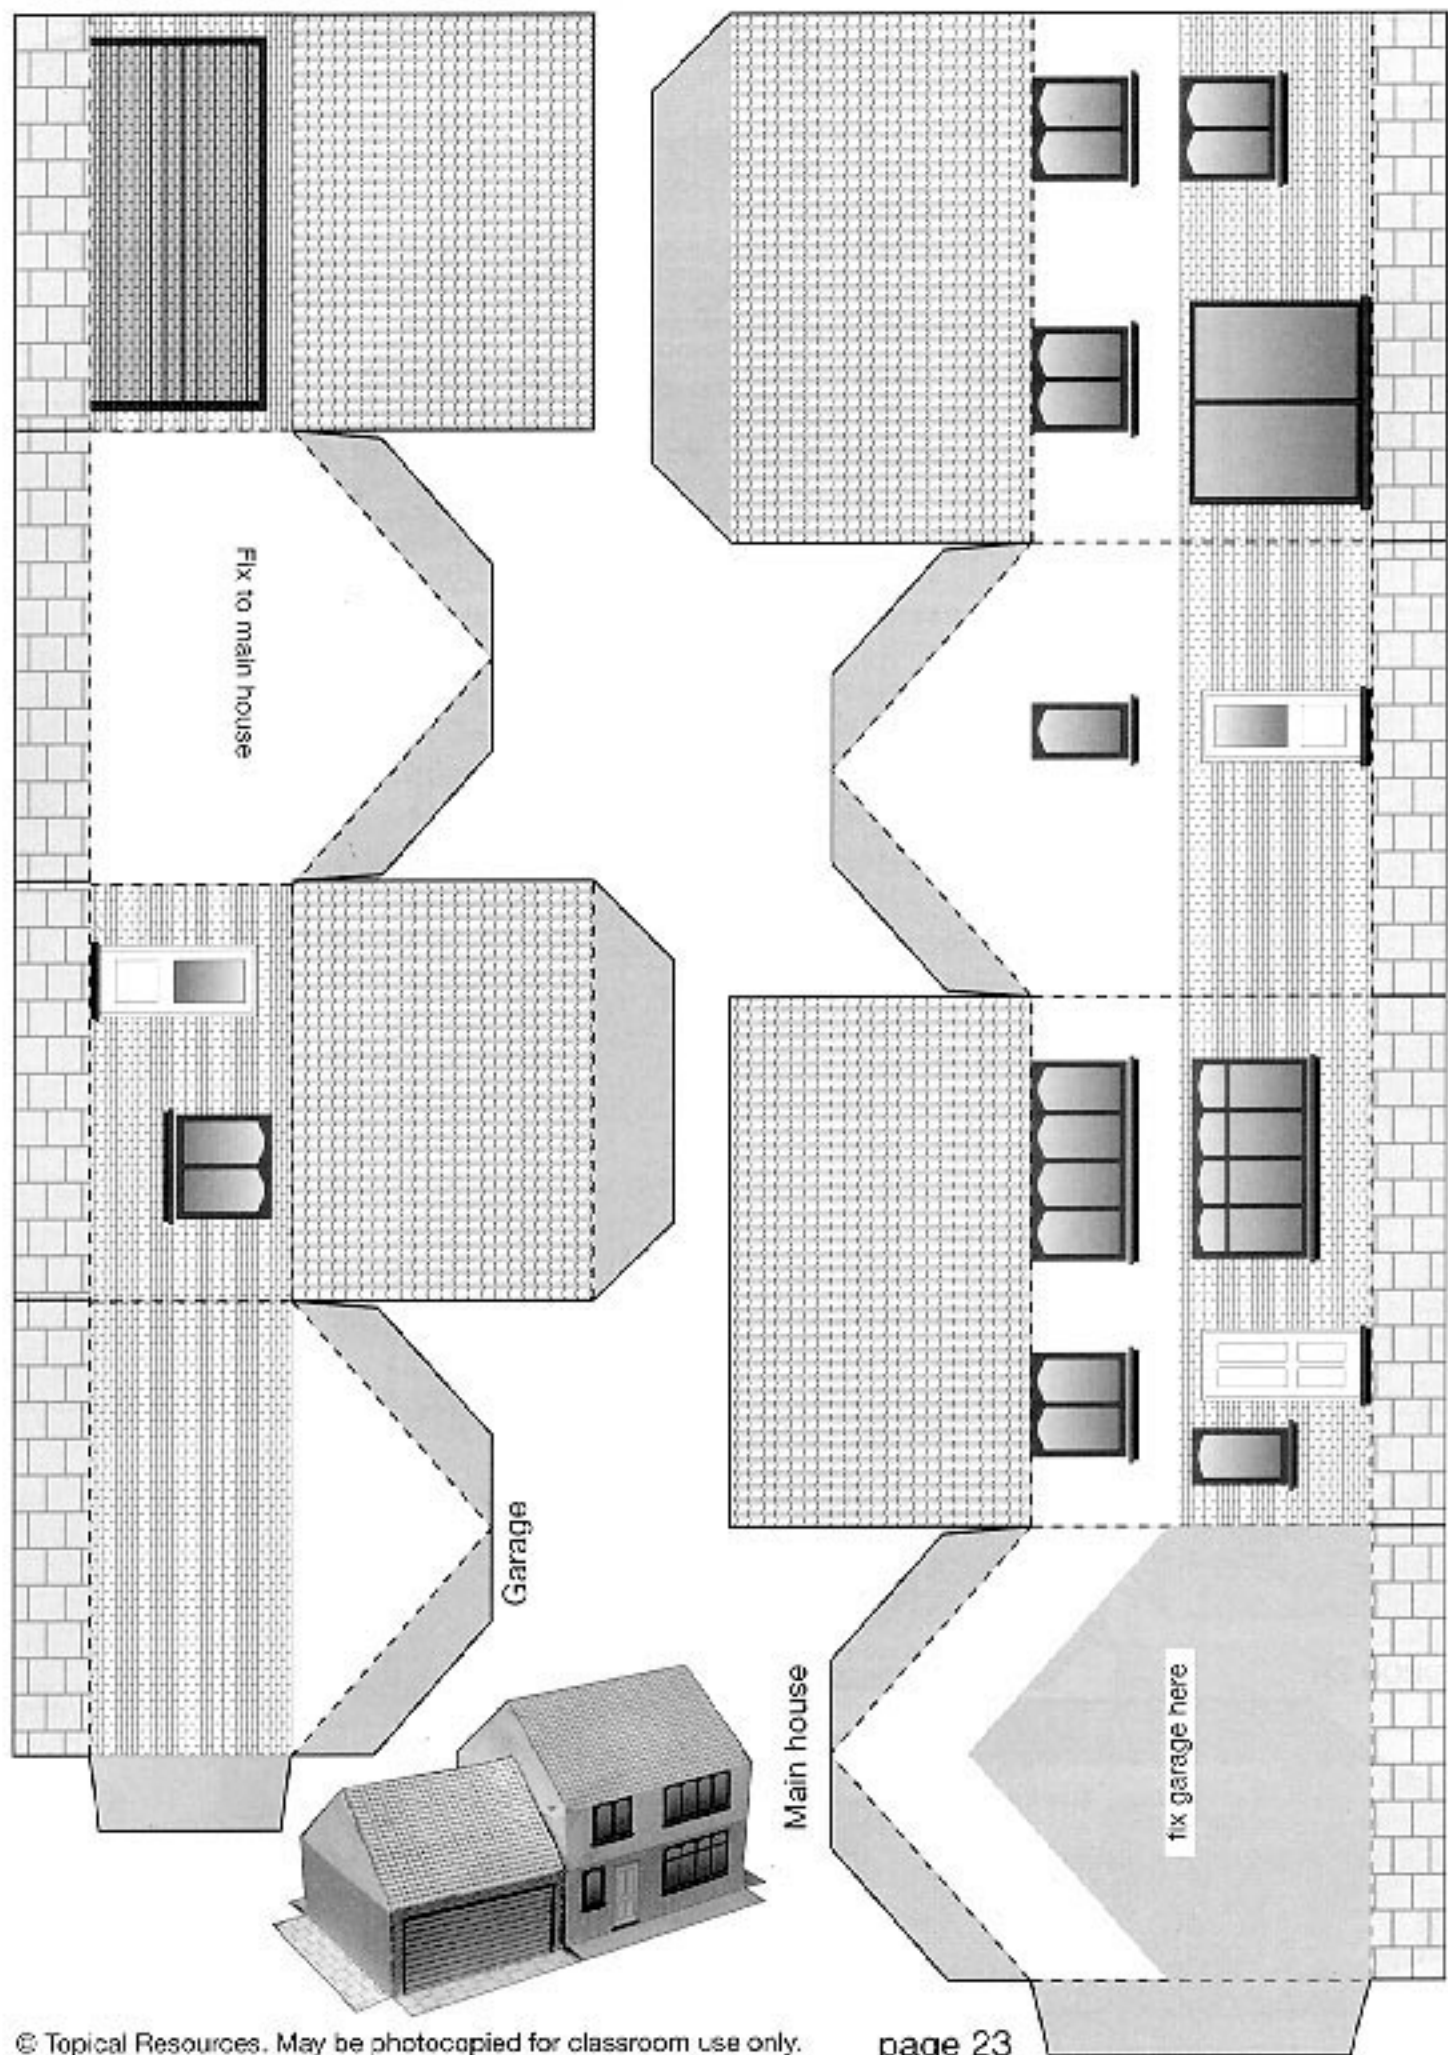 Fix to main house
Garage
Main house
fix garage here
© Topical Resources. May be photocopied for classroom use only.
page 23